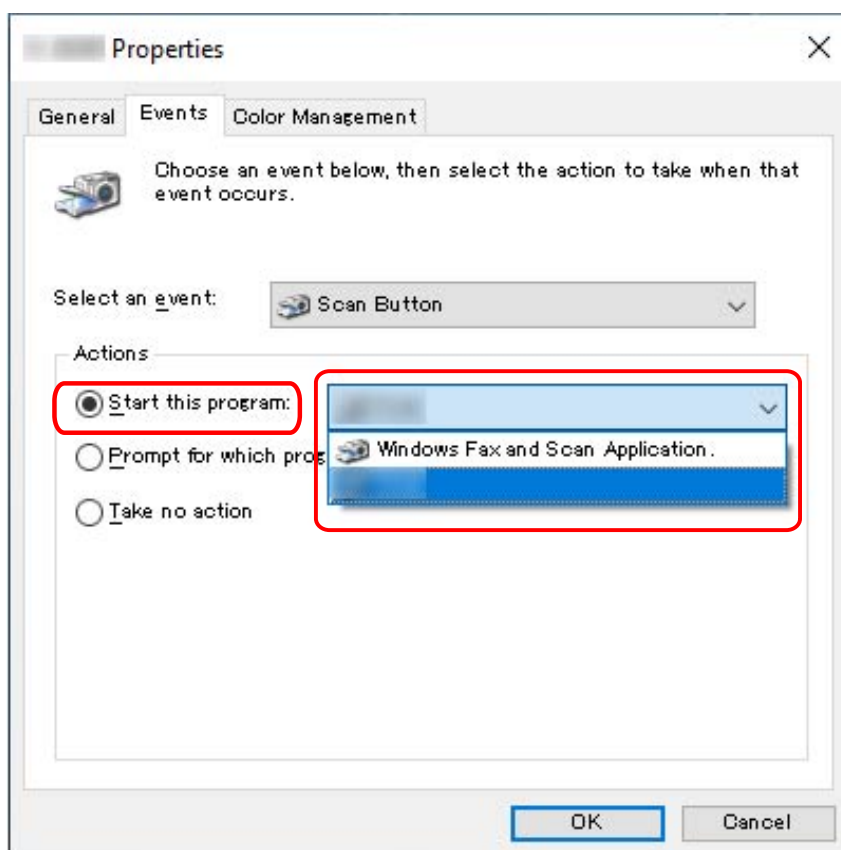 Properties
General Events Color Management
Choose an event below, then select the action to take when that
event occurs.
Select an event: Scan Button
Actions
Start this program:
Prompt for which prog
Windows Fax and Scan Application.
Take no action
OK Cancel